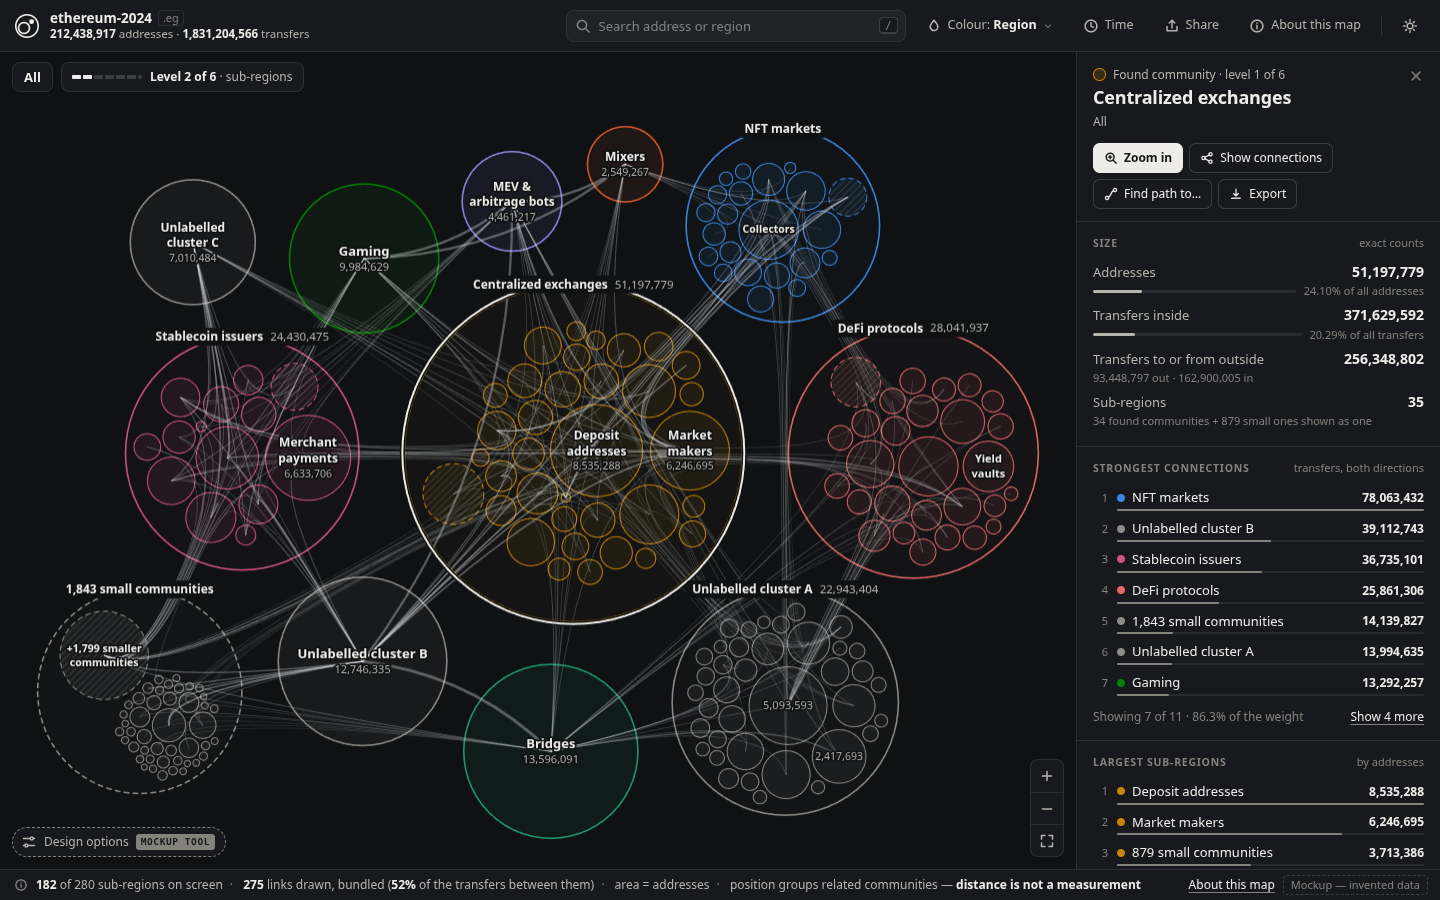 ethereum-2024 .eg
212,438,917 addresses · 1,831,204,566 transfers
Search address or region /
Colour: Region
Time
Share
About this map
All
Level 2 of 6 · sub-regions
NFT markets
Mixers
2,549,267
MEV &
arbitrage bots
4,461,217
Unlabelled
cluster C
7,010,484
Gaming
9,984,629
Collectors
Centralized exchanges 51,197,779
Stablecoin issuers 24,430,475
DeFi protocols 28,041,937
Merchant
payments
6,633,706
Deposit
addresses
8,535,288
Market
makers
6,246,695
Yield
vaults
1,843 small communities
Unlabelled cluster A 22,943,404
+1,799 smaller
communities
Unlabelled cluster B
12,746,335
5,093,593
Bridges
13,596,091
2,417,693
Design options MOCKUP TOOL
Found community · level 1 of 6
Centralized exchanges
All
Zoom in
Show connections
Find path to...
Export
SIZE exact counts
Addresses 51,197,779
24.10% of all addresses
Transfers inside 371,629,592
20.29% of all transfers
Transfers to or from outside 256,348,802
93,448,797 out · 162,900,005 in
Sub-regions 35
34 found communities + 879 small ones shown as one
STRONGEST CONNECTIONS transfers, both directions
1 NFT markets 78,063,432
2 Unlabelled cluster B 39,112,743
3 Stablecoin issuers 36,735,101
4 DeFi protocols 25,861,306
5 1,843 small communities 14,139,827
6 Unlabelled cluster A 13,994,635
7 Gaming 13,292,257
Showing 7 of 11 · 86.3% of the weight Show 4 more
LARGEST SUB-REGIONS by addresses
1 Deposit addresses 8,535,288
2 Market makers 6,246,695
3 879 small communities 3,713,386
182 of 280 sub-regions on screen · 275 links drawn, bundled (52% of the transfers between them) · area = addresses · position groups related communities — distance is not a measurement
About this map
Mockup — invented data